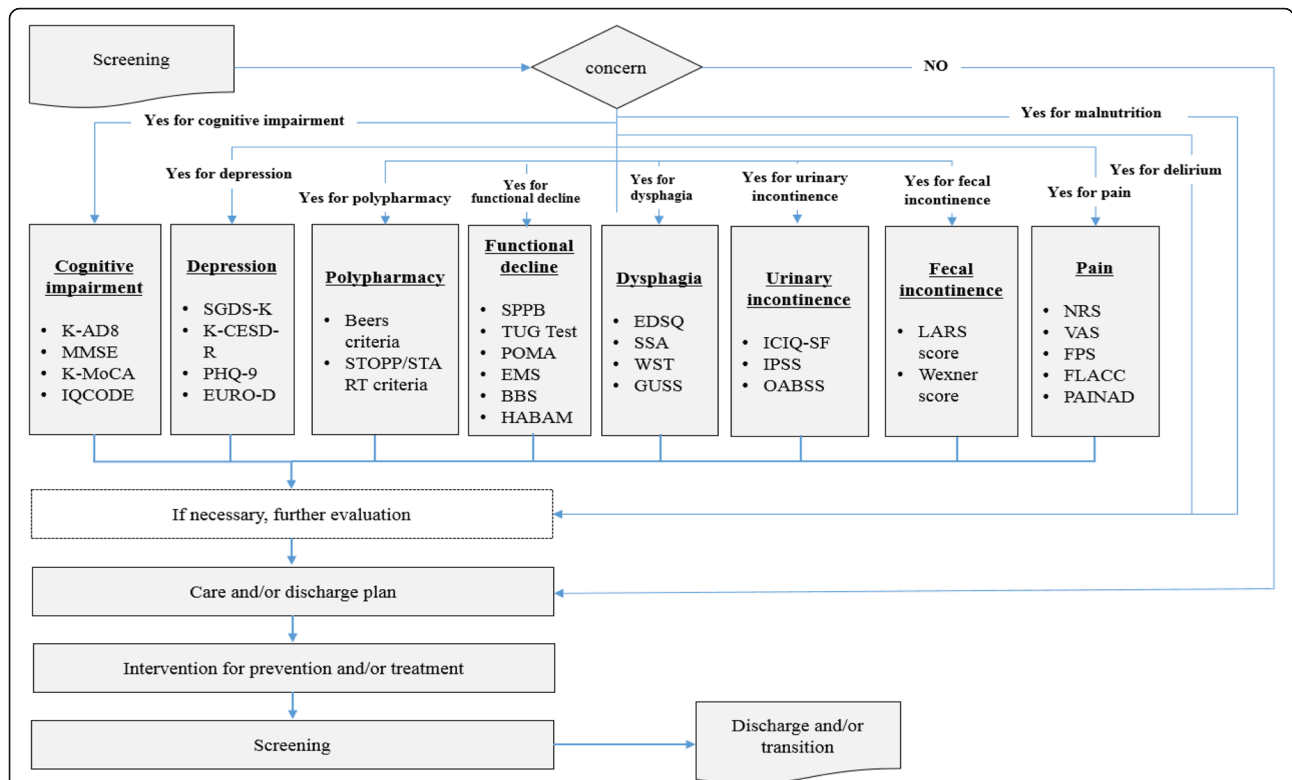 Screening
concern
NO
Yes for cognitive impairment
Yes for malnutrition
Yes for depression
Yes for polypharmacy
Yes for
functional decline
Yes for
dysphagia
Yes for urinary
incontinence
Yes for fecal
incontinence
Yes for delirium
Yes for pain
Cognitive
impairment
• K-AD8
• MMSE
• K-MoCA
• IQCODE
Depression
• SGDS-K
• K-CESD-
R
• PHQ-9
• EURO-D
Polypharmacy
• Beers
criteria
• STOPP/STA
RT criteria
Functional
decline
• SPPB
• TUG Test
• POMA
• EMS
• BBS
• HABAM
Dysphagia
• EDSQ
• SSA
• WST
• GUSS
Urinary
incontinence
• ICIQ-SF
• IPSS
• OABSS
Fecal
incontinence
• LARS
score
• Wexner
score
Pain
• NRS
• VAS
• FPS
• FLACC
• PAINAD
If necessary, further evaluation
Care and/or discharge plan
Intervention for prevention and/or treatment
Screening
Discharge and/or
transition